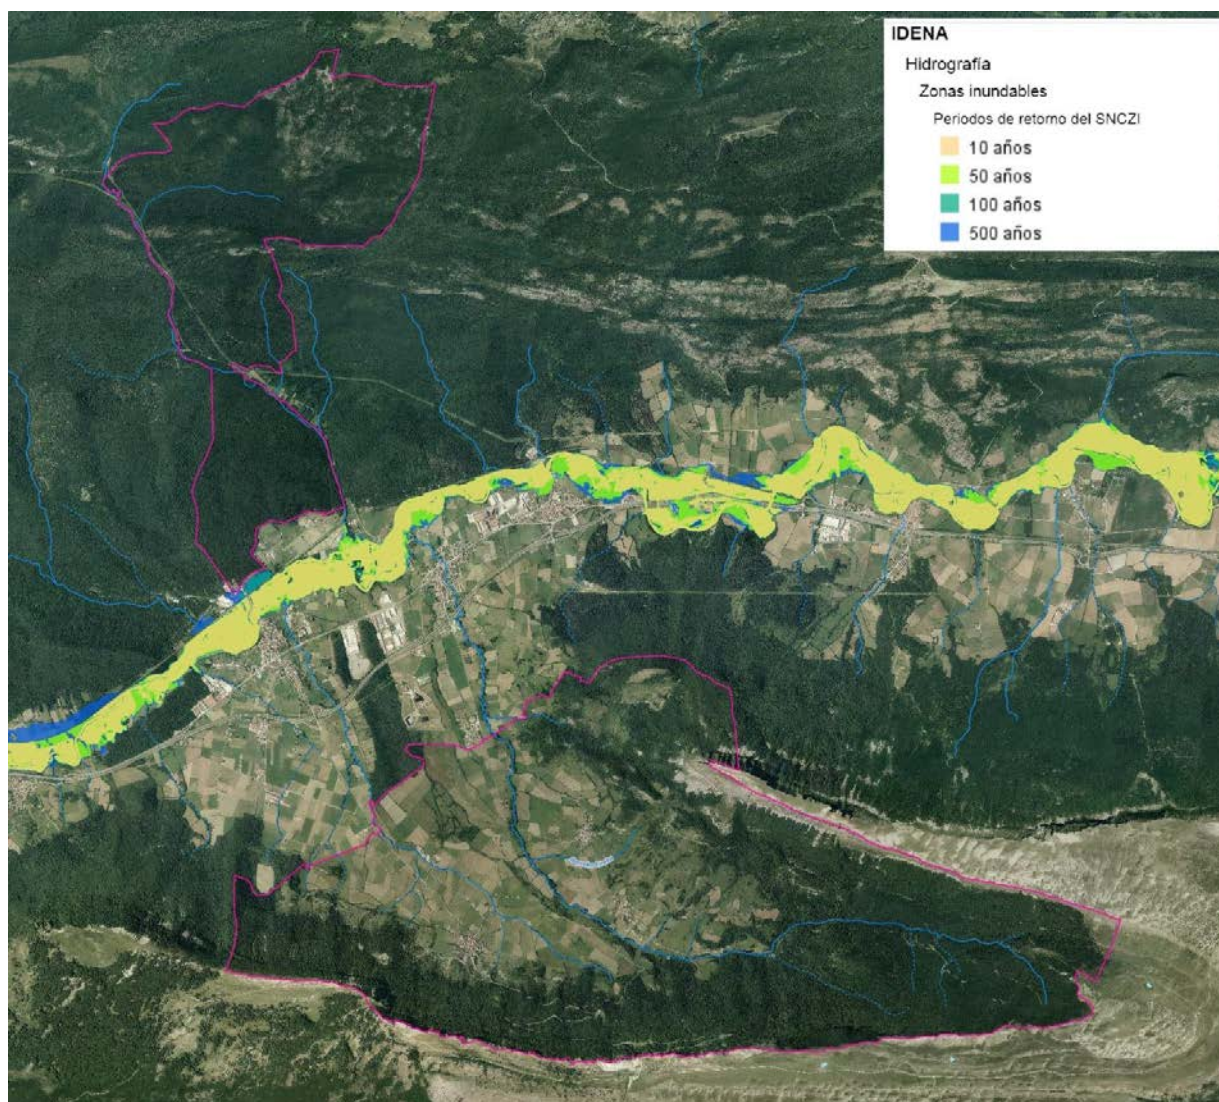 IDENA
Hidrografía
Zonas inundables
Periodos de retorno del SNCZI
10 años
50 años
100 años
500 años